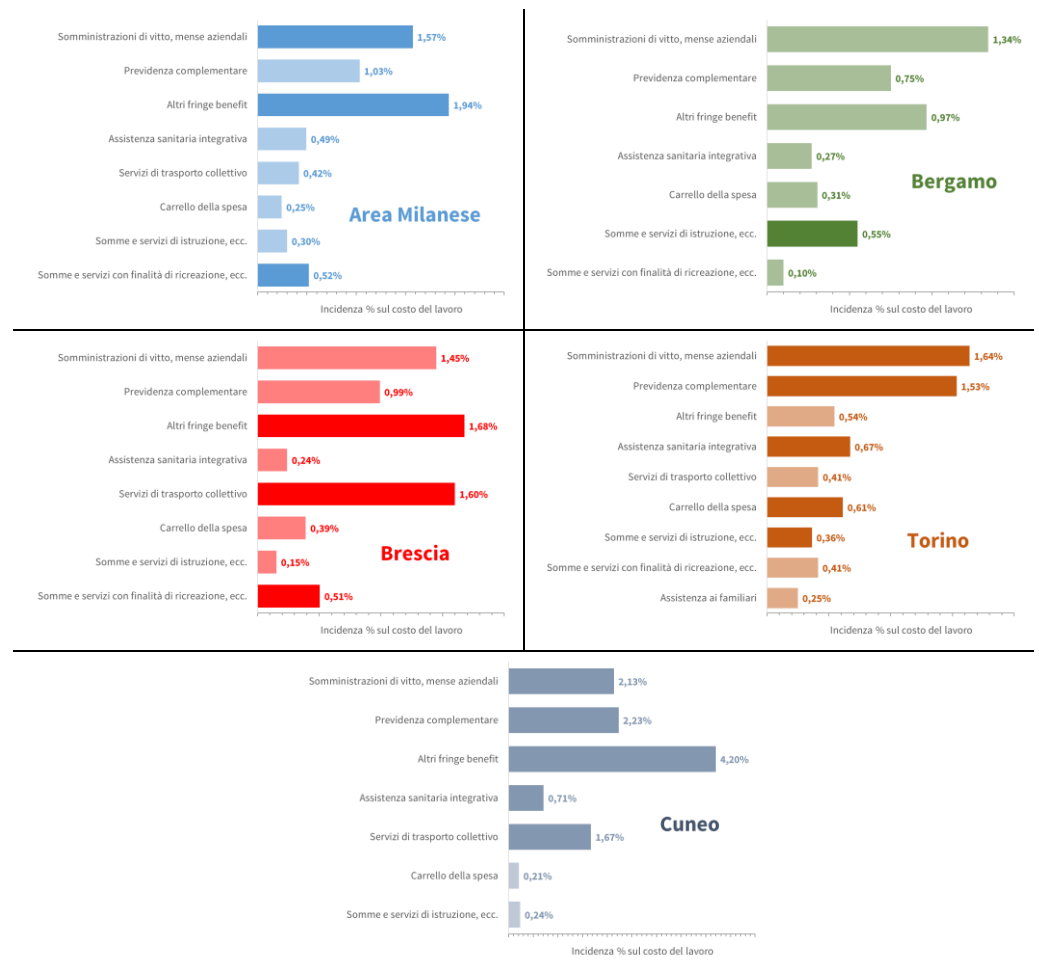 Somministrazioni di vitto, mense aziendali 1,57%
Previdenza complementare 1,03%
Altri fringe benefit 1,94%
Assistenza sanitaria integrativa 0,49%
Servizi di trasporto collettivo 0,42%
Carrello della spesa 0,25%
Area Milanese
Somme e servizi di istruzione, ecc. 0,30%
Somme e servizi con finalità di ricreazione, ecc. 0,52%
Incidenza % sul costo del lavoro
Somministrazioni di vitto, mense aziendali 1,34%
Previdenza complementare 0,75%
Altri fringe benefit 0,97%
Assistenza sanitaria integrativa 0,27%
Bergamo
Carrello della spesa 0,31%
Somme e servizi di istruzione, ecc. 0,55%
Somme e servizi con finalità di ricreazione, ecc. 0,10%
Incidenza % sul costo del lavoro
Somministrazioni di vitto, mense aziendali 1,45%
Previdenza complementare 0,99%
Altri fringe benefit 1,68%
Assistenza sanitaria integrativa 0,24%
Servizi di trasporto collettivo 1,60%
Carrello della spesa 0,39%
Brescia
Somme e servizi di istruzione, ecc. 0,15%
Somme e servizi con finalità di ricreazione, ecc. 0,51%
Incidenza % sul costo del lavoro
Somministrazioni di vitto, mense aziendali 1,64%
Previdenza complementare 1,53%
Altri fringe benefit 0,54%
Assistenza sanitaria integrativa 0,67%
Servizi di trasporto collettivo 0,41%
Carrello della spesa 0,61%
Somme e servizi di istruzione, ecc. 0,36%
Torino
Somme e servizi con finalità di ricreazione, ecc. 0,41%
Assistenza ai familiari 0,25%
Incidenza % sul costo del lavoro
Somministrazioni di vitto, mense aziendali 2,13%
Previdenza complementare 2,23%
Altri fringe benefit 4,20%
Assistenza sanitaria integrativa 0,71%
Cuneo
Servizi di trasporto collettivo 1,67%
Carrello della spesa 0,21%
Somme e servizi di istruzione, ecc. 0,24%
Incidenza % sul costo del lavoro